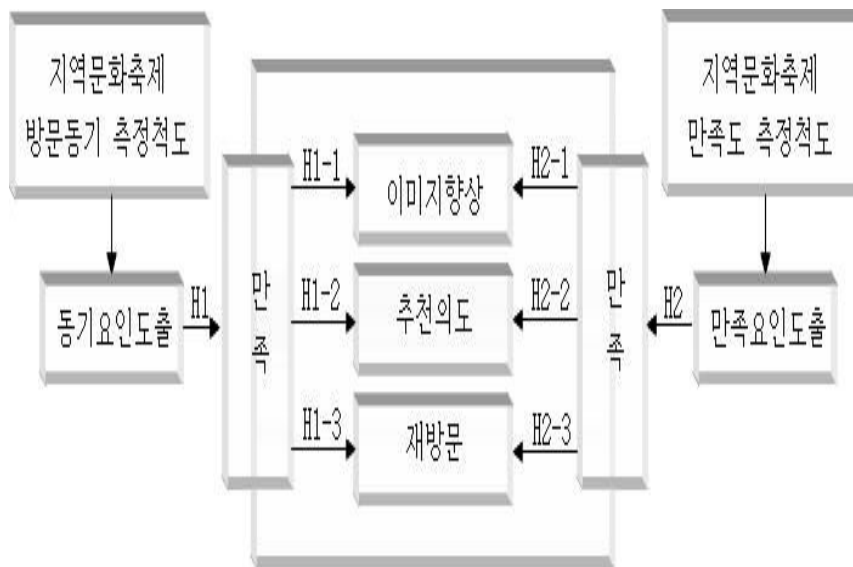 지역문화축제
방문동기 측정척도
동기요인도출
H1
만
족
H1-1
H1-2
H1-3
이미지향상
추천의도
재방문
H2-1
H2-2
H2-3
만
족
H2
지역문화축제
만족도 측정척도
만족요인도출